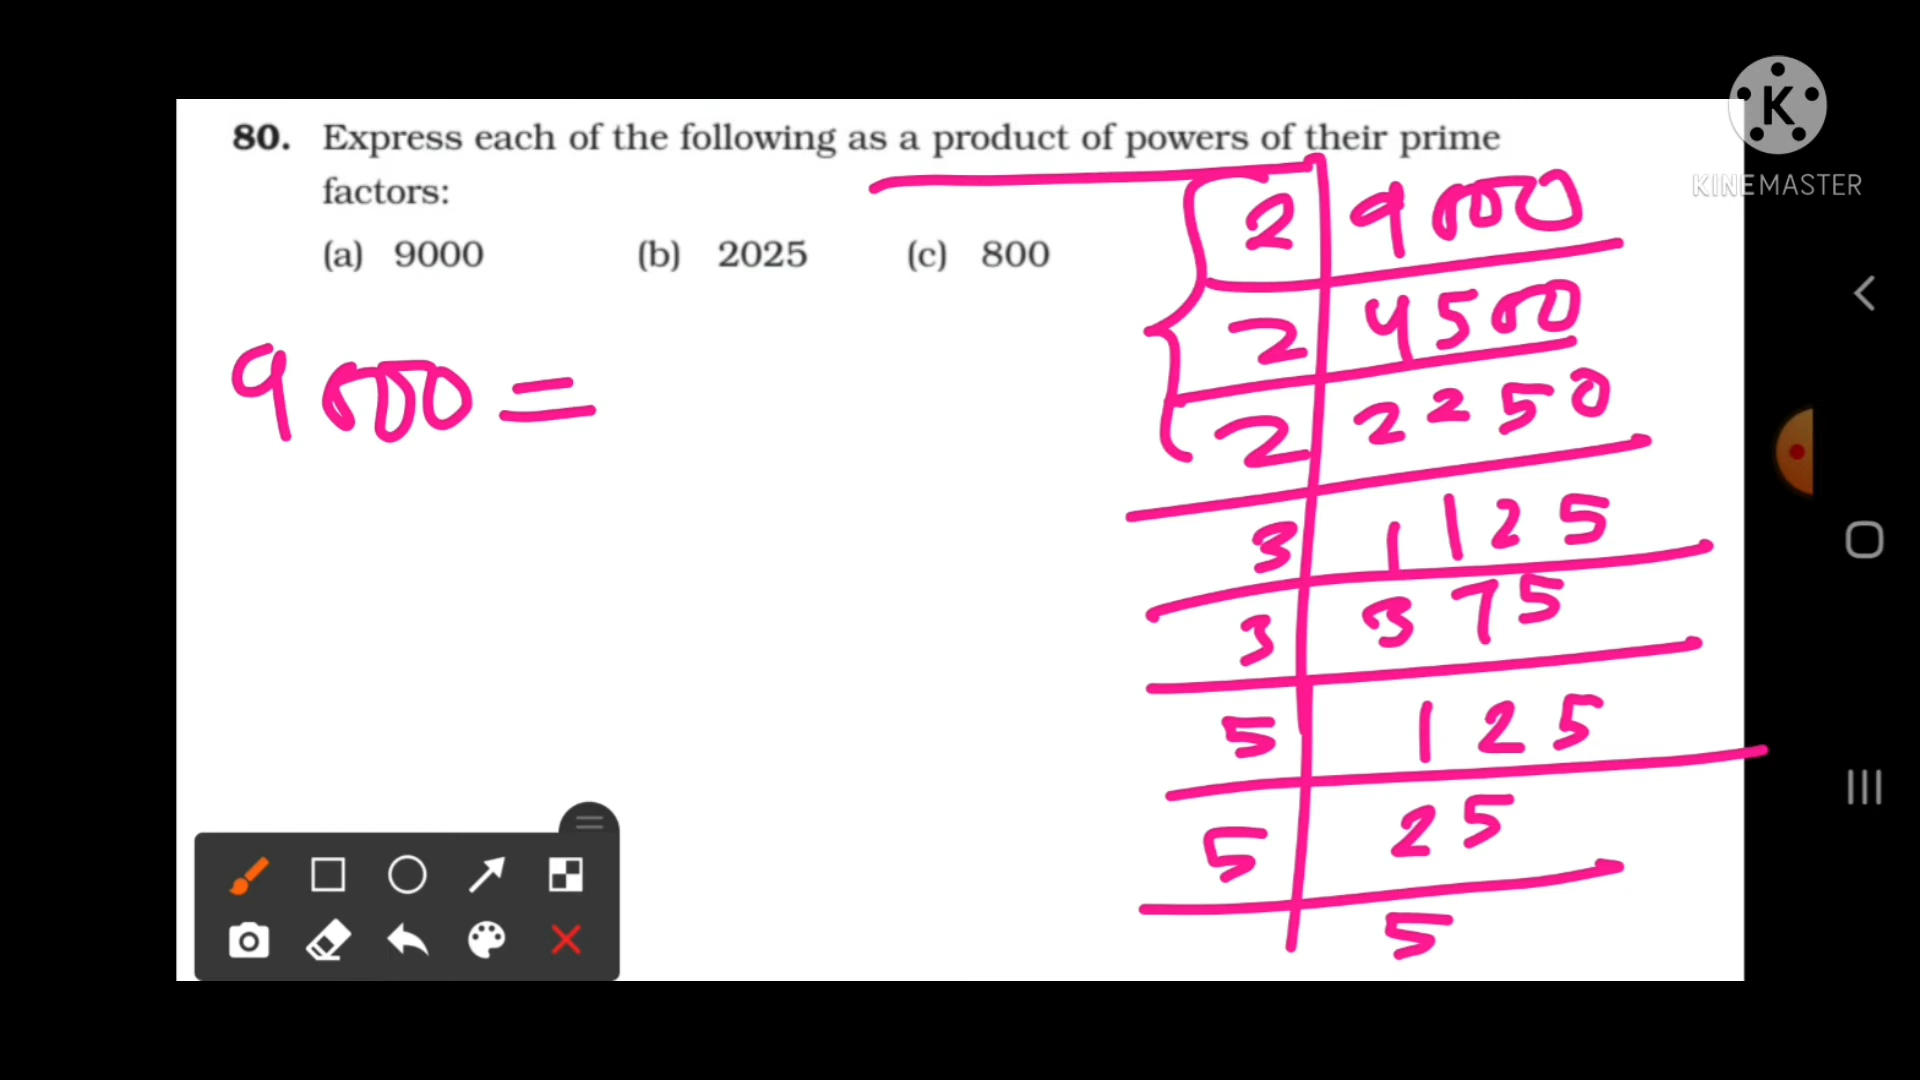 80. Express each of the following as a product of powers of their prime
factors:
(a) 9000 (b) 2025 (c) 800
9000 =
2 9000
2 4500
2 2250
3 1125
3 375
5 125
5 25
5
K
KINEMASTER